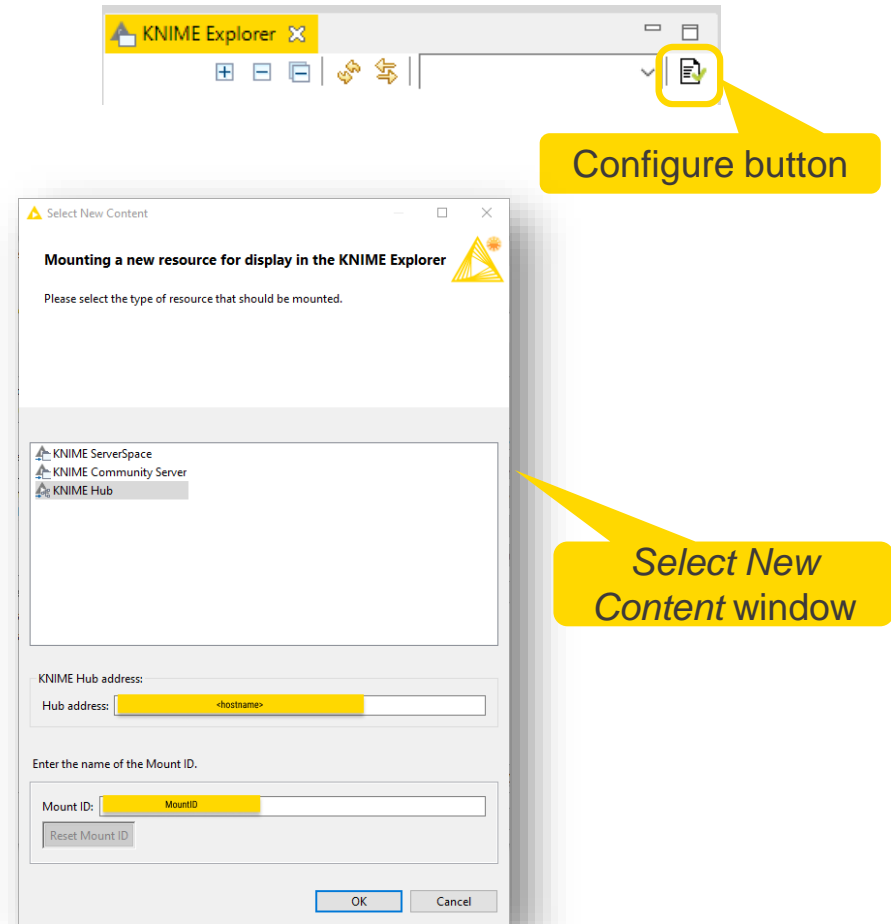 KNIME Explorer
Configure button
Select New Content
Mounting a new resource for display in the KNIME Explorer
Please select the type of resource that should be mounted.
KNIME ServerSpace
KNIME Community Server
KNIME Hub
Select New
Content window
KNIME Hub address:
Hub address: <hostname>
Enter the name of the Mount ID.
Mount ID: MountID
Reset Mount ID
OK Cancel